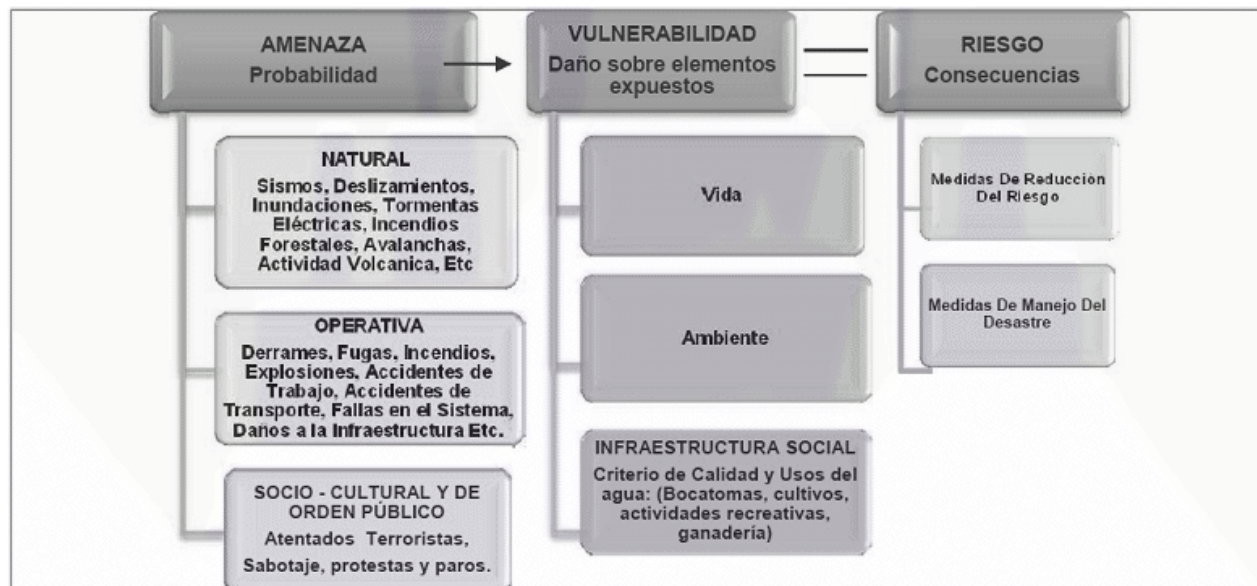 AMENAZA
Probabilidad
NATURAL
Sismos, Deslizamientos,
Inundaciones, Tormentas
Eléctricas, Incendios
Forestales, Avalanchas,
Actividad Volcanica, Etc
OPERATIVA
Derrames, Fugas, Incendios,
Explosiones, Accidentes de
Trabajo, Accidentes de
Transporte, Fallas en el Sistema,
Daños a la Infraestructura Etc.
SOCIO - CULTURAL Y DE
ORDEN PÚBLICO
Atentados Terroristas,
Sabotaje, protestas y paros.
VULNERABILIDAD
Daño sobre elementos
expuestos
Vida
Ambiente
INFRAESTRUCTURA SOCIAL
Criterio de Calidad y Usos del
agua: (Bocatomas, cultivos,
actividades recreativas,
ganadería)
RIESGO
Consecuencias
Medidas De Reducción
Del Riesgo
Medidas De Manejo Del
Desastre